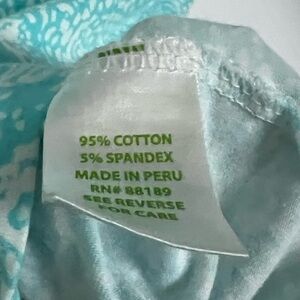 95% COTTON
5% SPANDEX
MADE IN PERU
RN# 88189
SEE REVERSE
FOR CARE